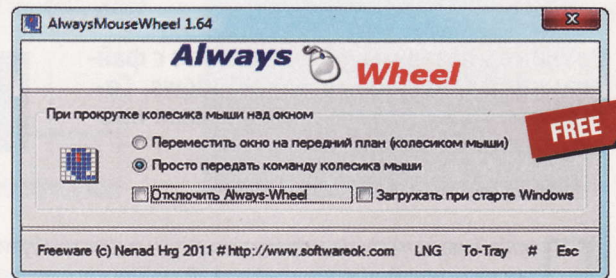 AlwaysMouseWheel 1.64
Always Wheel
При прокрутке колесика мыши над окном
Переместить окно на передний план (колесиком мыши)
FREE
Просто передать команду колесика мыши
Отключить Always-Wheel Загружать при старте Windows
Freeware (c) Nenad Hrg 2011 # http://www.softwareok.com LNG To-Tray # Esc